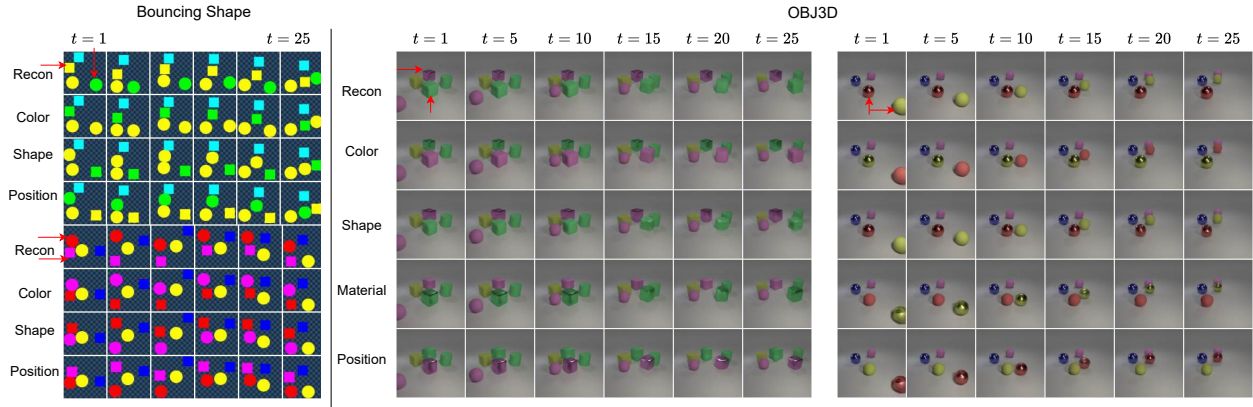 Bouncing Shape
OBJ3D
t = 1
t = 25
t = 1
t = 5
t = 10
t = 15
t = 20
t = 25
t = 1
t = 5
t = 10
t = 15
t = 20
t = 25
Recon
Color
Shape
Position
Recon
Color
Shape
Position
Recon
Color
Shape
Material
Position